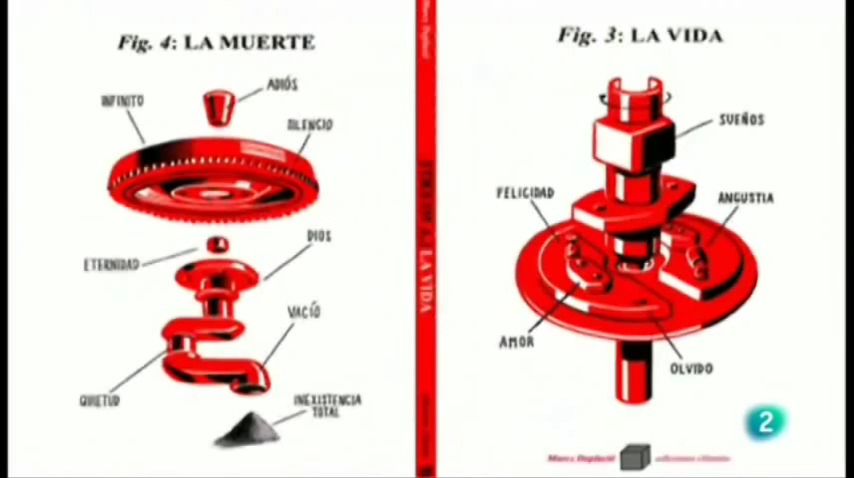 Fig. 4: LA MUERTE
ADIÓS
INFINITO
SILENCIO
DIOS
ETERNIDAD
VACÍO
QUIETUD
INEXISTENCIA
TOTAL
LA VIDA
Fig. 3: LA VIDA
SUEÑOS
FELICIDAD
ANGUSTIA
AMOR
OLVIDO
2
ediciones